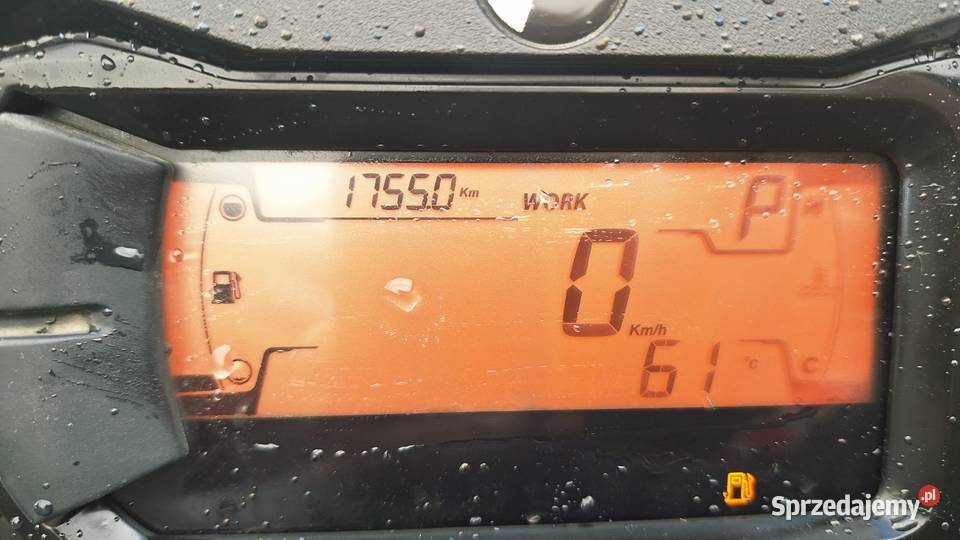 1755.0 Km WORK P
0 Km/h
61 °C C
Sprzedajemy.pl